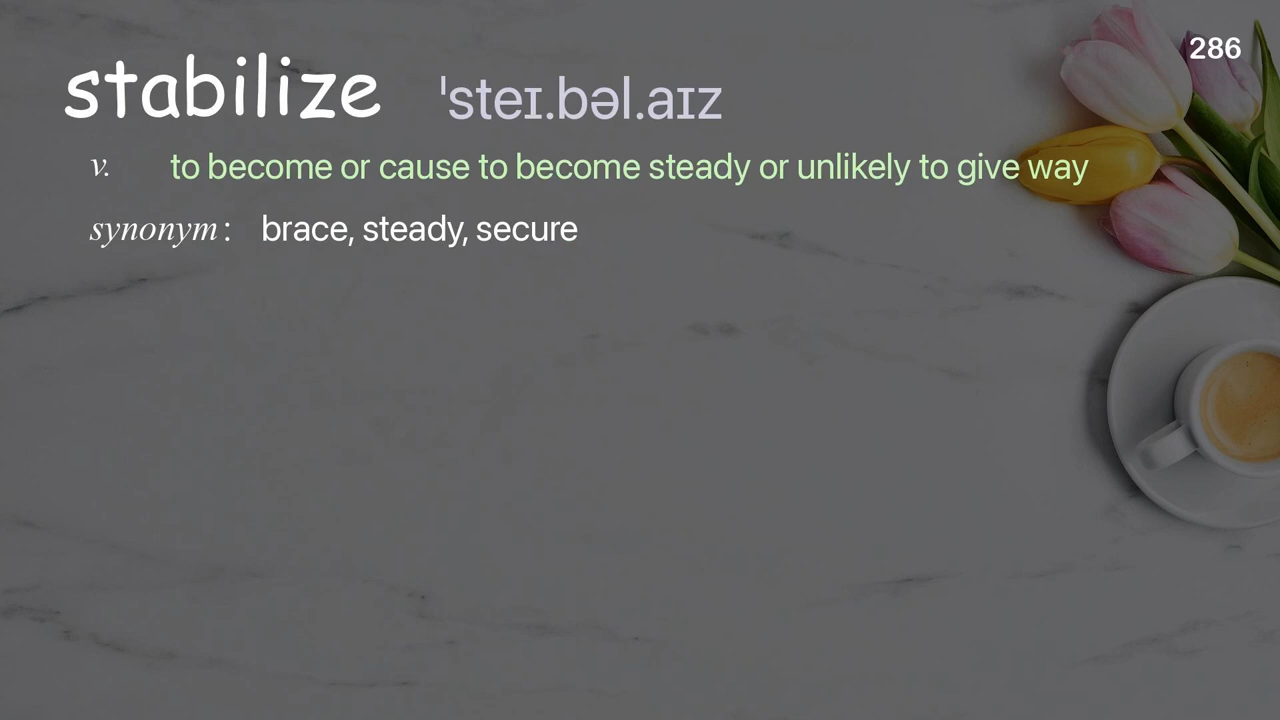 286
stabilize ˈsteɪ.bəl.aɪz
v. to become or cause to become steady or unlikely to give way
synonym : brace, steady, secure